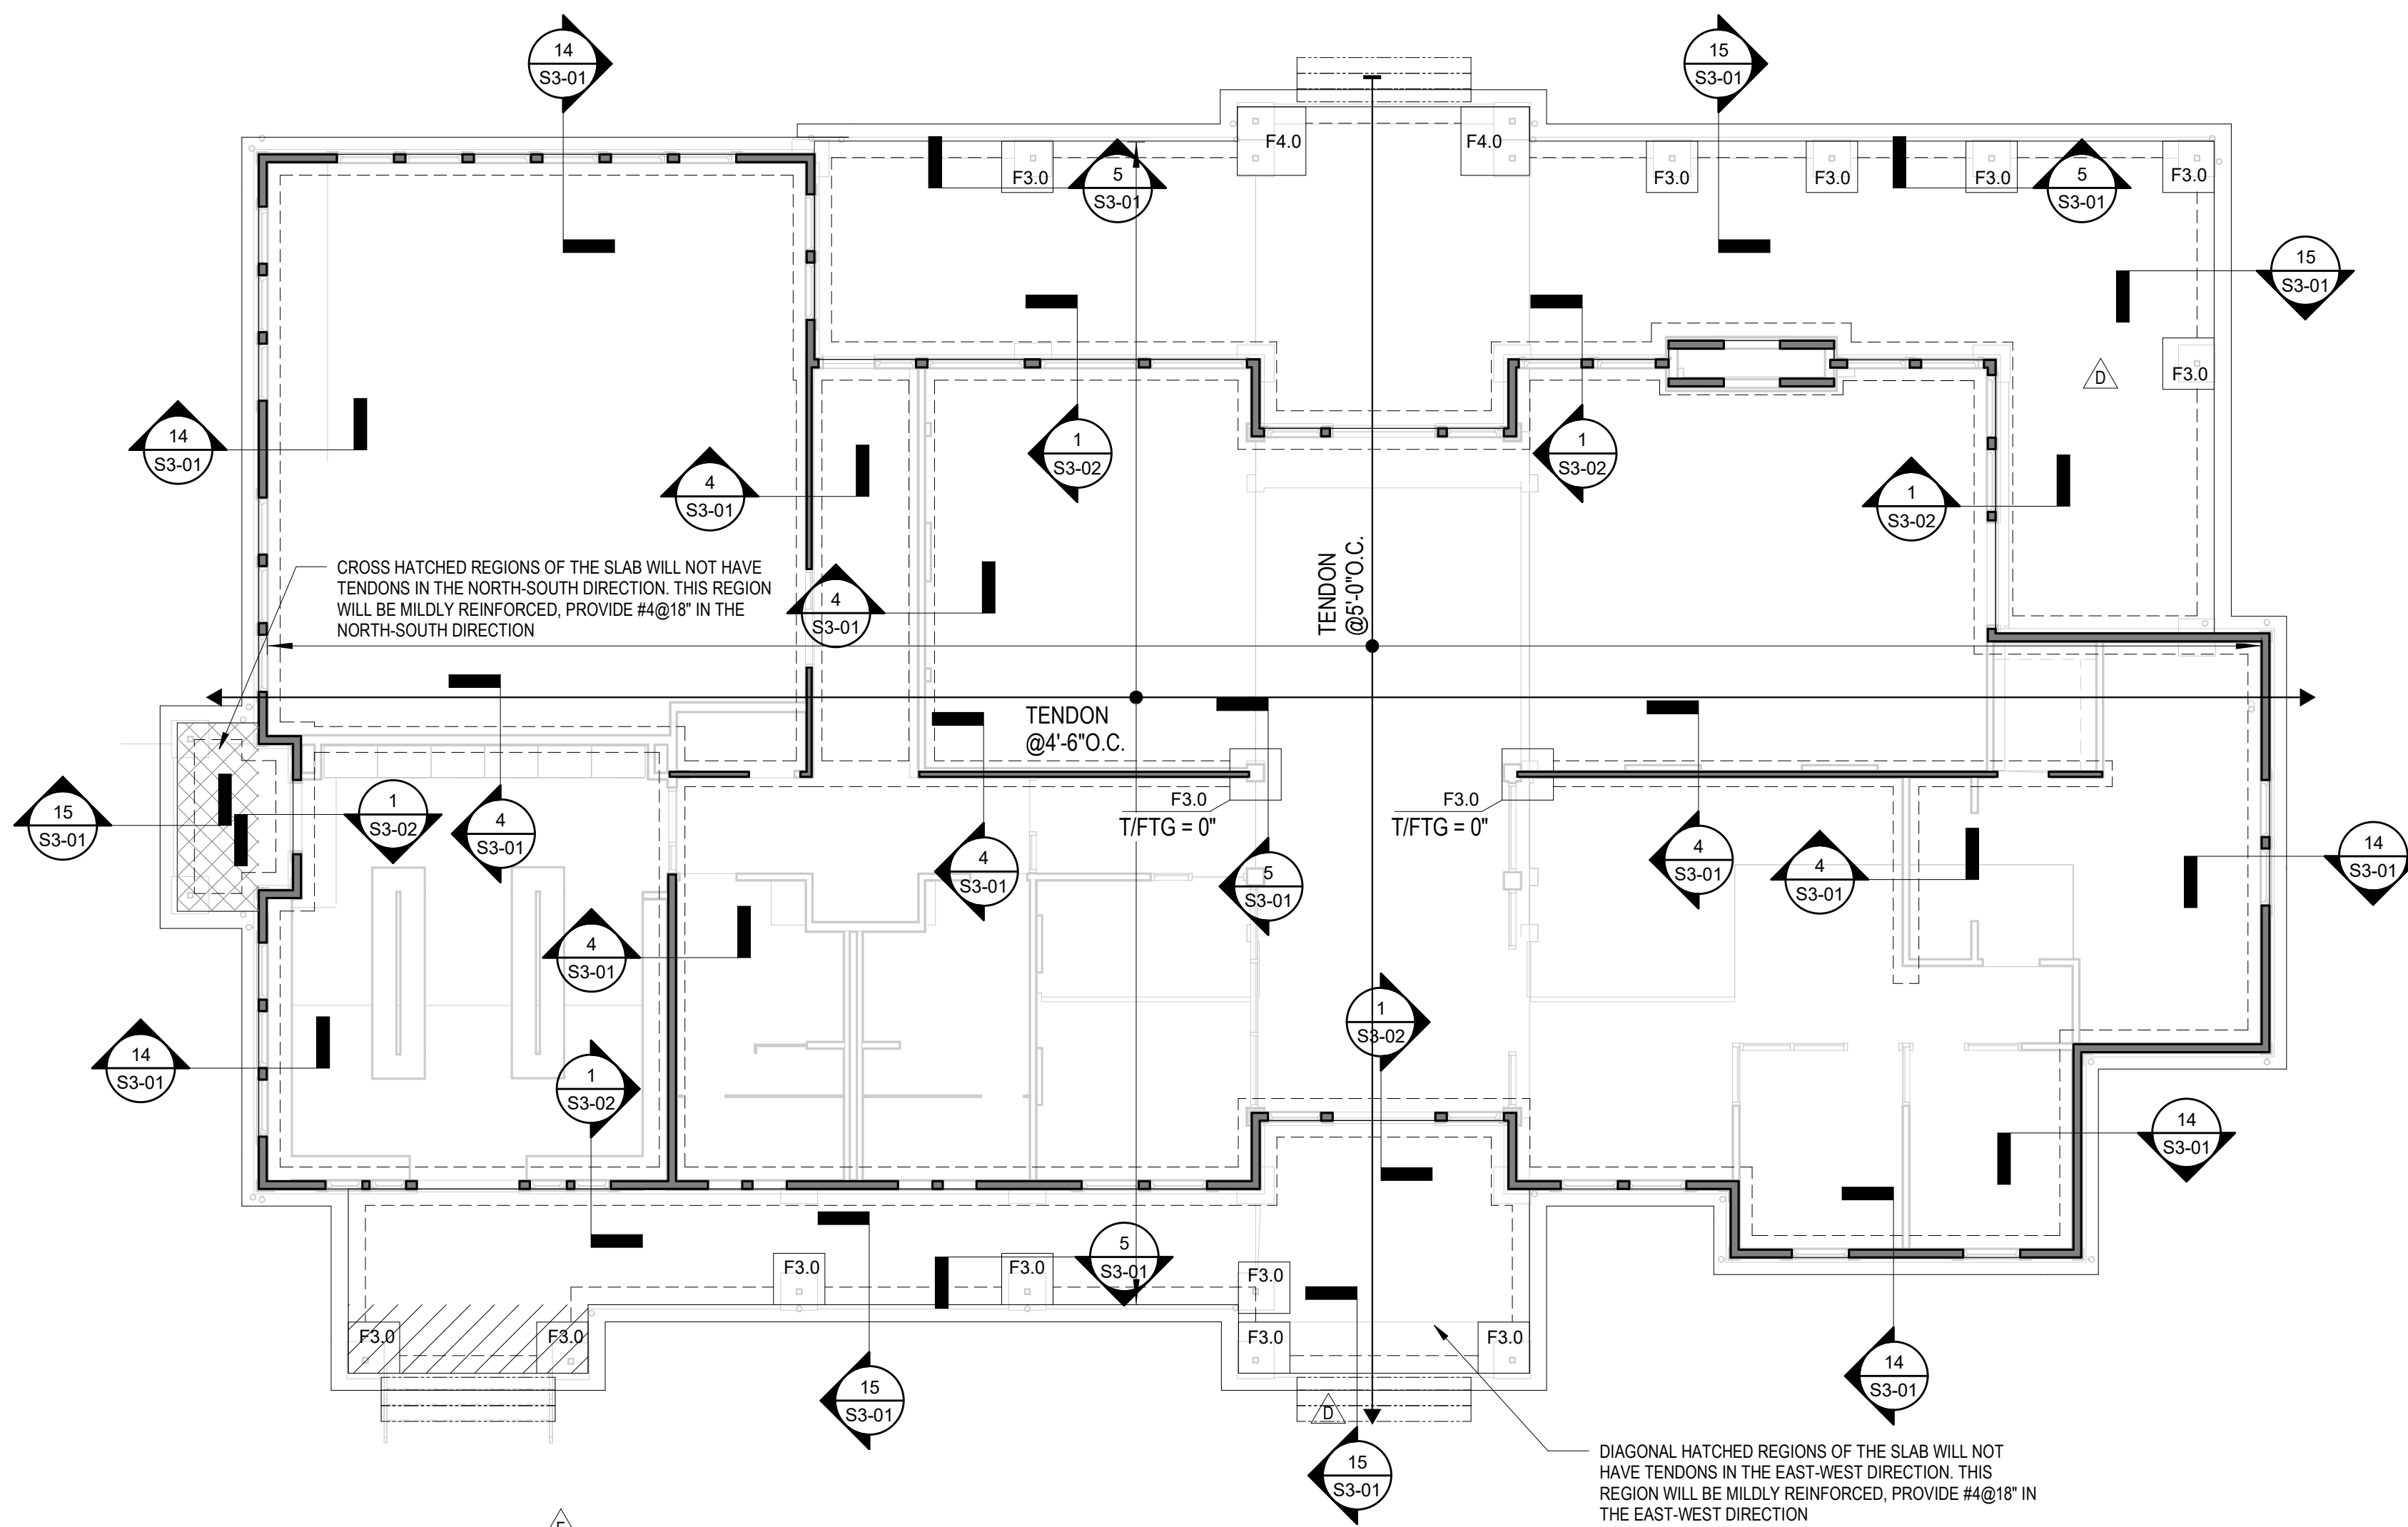 14
S3-01
15
S3-01
F4.0
F4.0
5
S3-01
F3.0
F3.0
F3.0
F3.0
5
S3-01
F3.0
15
S3-01
D
F3.0
14
S3-01
4
S3-01
1
S3-02
1
S3-02
1
S3-02
CROSS HATCHED REGIONS OF THE SLAB WILL NOT HAVE
TENDONS IN THE NORTH-SOUTH DIRECTION. THIS REGION
WILL BE MILDLY REINFORCED, PROVIDE #4@18" IN THE
NORTH-SOUTH DIRECTION
4
S3-01
TENDON
@5'-0"O.C.
TENDON
@4'-6"O.C.
F3.0
T/FTG = 0"
F3.0
T/FTG = 0"
15
S3-01
1
S3-02
4
S3-01
4
S3-01
5
S3-01
4
S3-01
4
S3-01
14
S3-01
4
S3-01
1
S3-02
14
S3-01
1
S3-02
14
S3-01
5
S3-01
F3.0
F3.0
F3.0
F3.0
F3.0
F3.0
F3.0
15
S3-01
14
S3-01
D
15
S3-01
DIAGONAL HATCHED REGIONS OF THE SLAB WILL NOT
HAVE TENDONS IN THE EAST-WEST DIRECTION. THIS
REGION WILL BE MILDLY REINFORCED, PROVIDE #4@18" IN
THE EAST-WEST DIRECTION